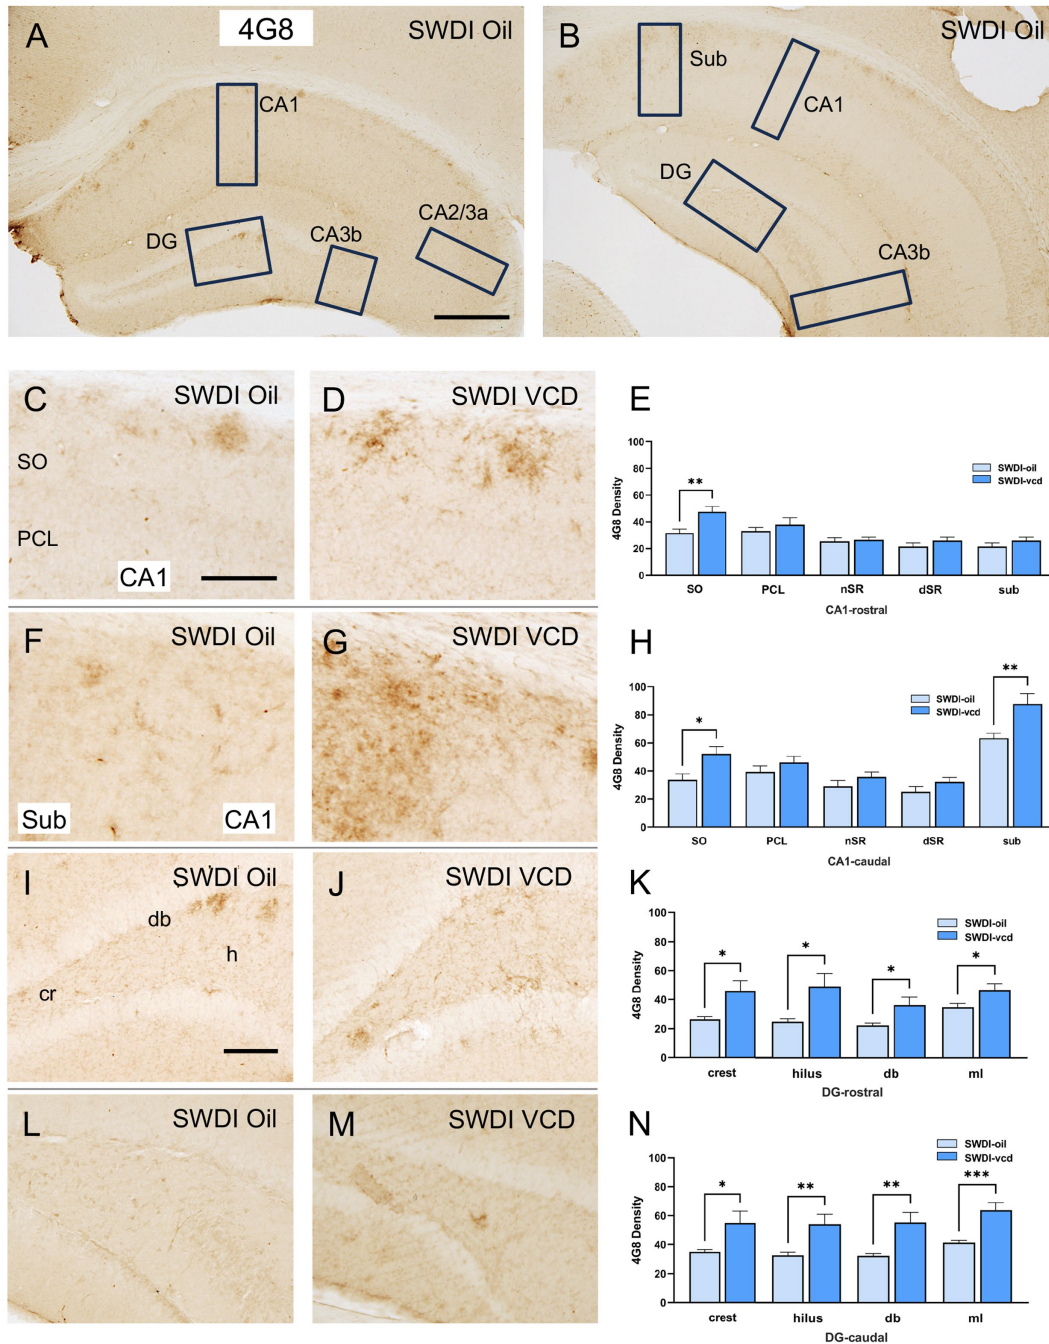 A
4G8
SWDI Oil
CA1
DG
CA3b
CA2/3a
B
SWDI Oil
Sub
CA1
DG
CA3b
C
SWDI Oil
SO
PCL
CA1
D
SWDI VCD
E
100
80
60
40
20
0
4G8 Density
**
SWDI-oil
SWDI-vcd
SO PCL nSR dSR sub
CA1-rostral
F
SWDI Oil
Sub
CA1
G
SWDI VCD
H
100
80
60
40
20
0
4G8 Density
*
**
SWDI-oil
SWDI-vcd
SO PCL nSR dSR sub
CA1-caudal
I
SWDI Oil
db
h
cr
J
SWDI VCD
K
100
80
60
40
20
0
4G8 Density
* * * *
SWDI-oil
SWDI-vcd
crest hilus db ml
DG-rostral
L
SWDI Oil
M
SWDI VCD
N
100
80
60
40
20
0
4G8 Density
* ** ** ***
SWDI-oil
SWDI-vcd
crest hilus db ml
DG-caudal